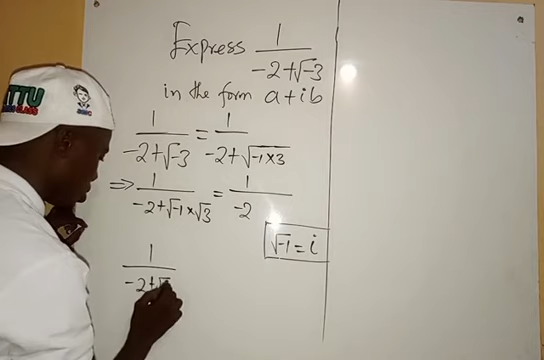 Express 1/(-2+√-3)
in the form a+ib
1/(-2+√-3) = 1/(-2+√(-1×3))
⇒ 1/(-2+√-1×√3) = 1/(-2
√-1 = i
1/(-2+√